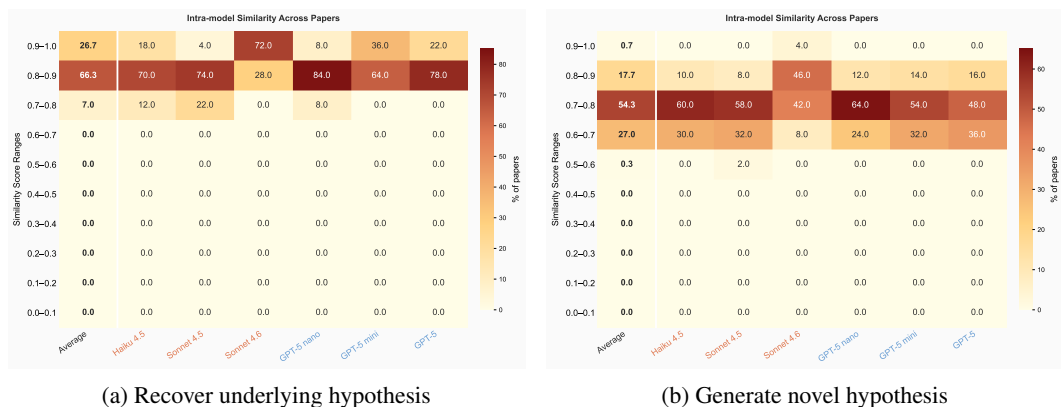 Intra-model Similarity Across Papers
0.9–1.0 26.7 18.0 4.0 72.0 8.0 36.0 22.0
0.8–0.9 66.3 70.0 74.0 28.0 84.0 64.0 78.0
0.7–0.8 7.0 12.0 22.0 0.0 8.0 0.0 0.0
0.6–0.7 0.0 0.0 0.0 0.0 0.0 0.0 0.0
0.5–0.6 0.0 0.0 0.0 0.0 0.0 0.0 0.0
0.4–0.5 0.0 0.0 0.0 0.0 0.0 0.0 0.0
0.3–0.4 0.0 0.0 0.0 0.0 0.0 0.0 0.0
0.2–0.3 0.0 0.0 0.0 0.0 0.0 0.0 0.0
0.1–0.2 0.0 0.0 0.0 0.0 0.0 0.0 0.0
0.0–0.1 0.0 0.0 0.0 0.0 0.0 0.0 0.0
Similarity Score Ranges
Average Haiku 4.5 Sonnet 4.5 Sonnet 4.6 GPT-5 nano GPT-5 mini GPT-5
80
70
60
50
40
30
20
10
0
% of papers
(a) Recover underlying hypothesis
Intra-model Similarity Across Papers
0.9–1.0 0.7 0.0 0.0 4.0 0.0 0.0 0.0
0.8–0.9 17.7 10.0 8.0 46.0 12.0 14.0 16.0
0.7–0.8 54.3 60.0 58.0 42.0 64.0 54.0 48.0
0.6–0.7 27.0 30.0 32.0 8.0 24.0 32.0 36.0
0.5–0.6 0.3 0.0 2.0 0.0 0.0 0.0 0.0
0.4–0.5 0.0 0.0 0.0 0.0 0.0 0.0 0.0
0.3–0.4 0.0 0.0 0.0 0.0 0.0 0.0 0.0
0.2–0.3 0.0 0.0 0.0 0.0 0.0 0.0 0.0
0.1–0.2 0.0 0.0 0.0 0.0 0.0 0.0 0.0
0.0–0.1 0.0 0.0 0.0 0.0 0.0 0.0 0.0
Similarity Score Ranges
Average Haiku 4.5 Sonnet 4.5 Sonnet 4.6 GPT-5 nano GPT-5 mini GPT-5
60
50
40
30
20
10
0
% of papers
(b) Generate novel hypothesis